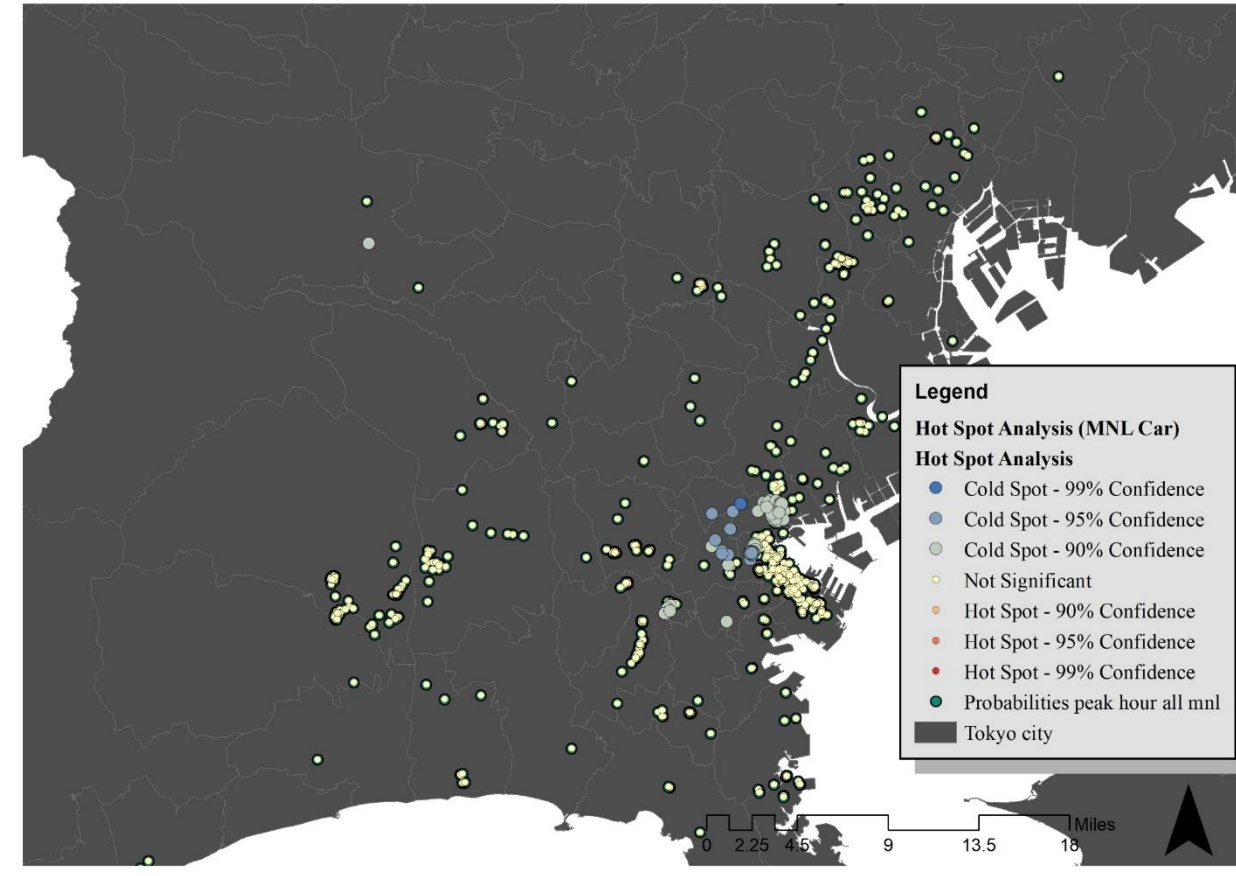 Legend
Hot Spot Analysis (MNL Car)
Hot Spot Analysis
Cold Spot - 99% Confidence
Cold Spot - 95% Confidence
Cold Spot - 90% Confidence
Not Significant
Hot Spot - 90% Confidence
Hot Spot - 95% Confidence
Hot Spot - 99% Confidence
Probabilities peak hour all mnl
Tokyo city
Miles
0 2.25 4.5 9 13.5 18